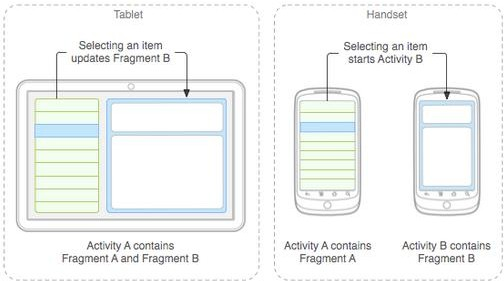 Tablet
Selecting an item
updates Fragment B
Activity A contains
Fragment A and Fragment B
Handset
Selecting an item
starts Activity B
Activity A contains
Fragment A
Activity B contains
Fragment B